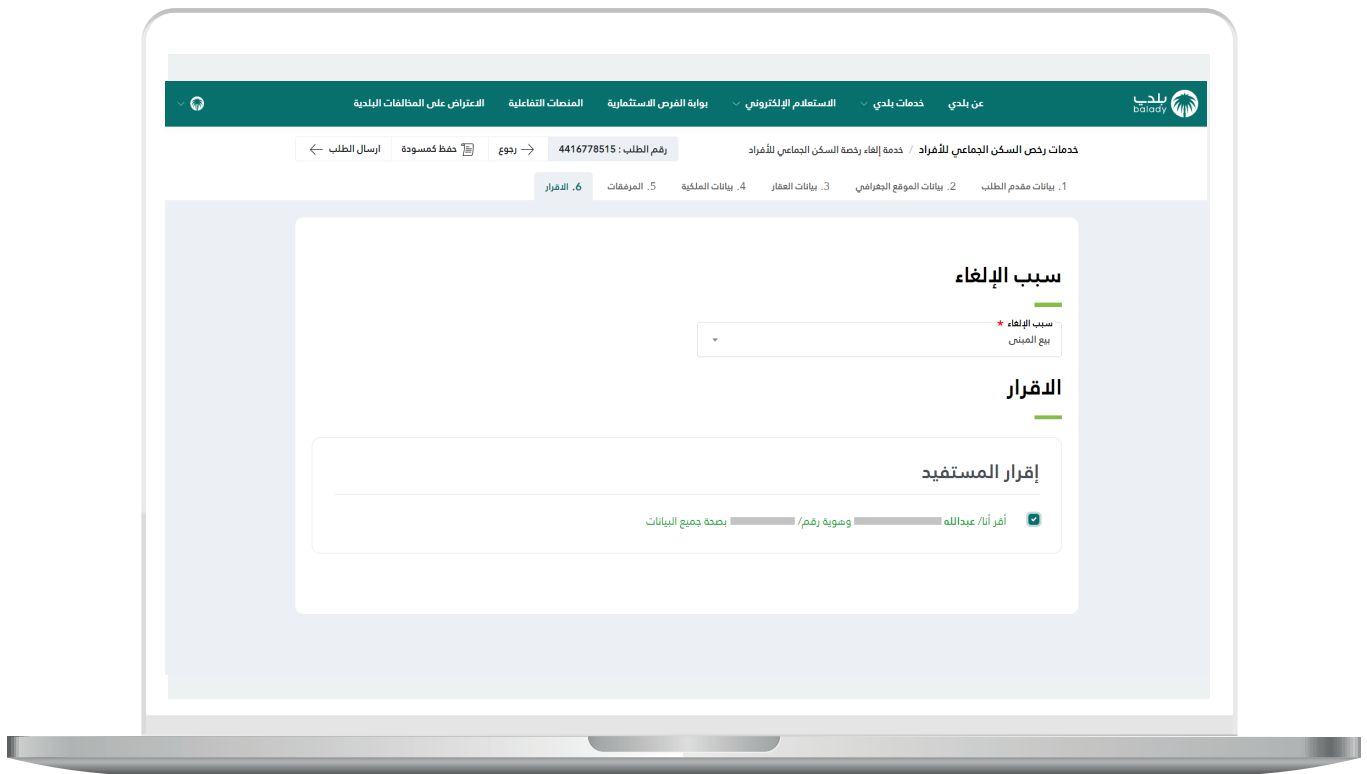 بلدي
balady
عن بلدي خدمات بلدي الاستعلام الإلكتروني بوابة الفرص الاستثمارية المنصات التفاعلية الاعتراض على المخالفات البلدية
خدمات رخص السكن الجماعي للأفراد / خدمة إلغاء رخصة السكن الجماعي للأفراد رقم الطلب : 4416778515 رجوع حفظ كمسودة ارسال الطلب
1. بيانات مقدم الطلب 2. بيانات الموقع الجغرافي 3. بيانات العقار 4. بيانات الملكية 5. المرفقات 6. الاقرار
سبب الإلغاء
سبب الإلغاء *
بيع المبنى
الاقرار
إقرار المستفيد
أقر أنا/ عبدالله وهوية رقم/ بصحة جميع البيانات